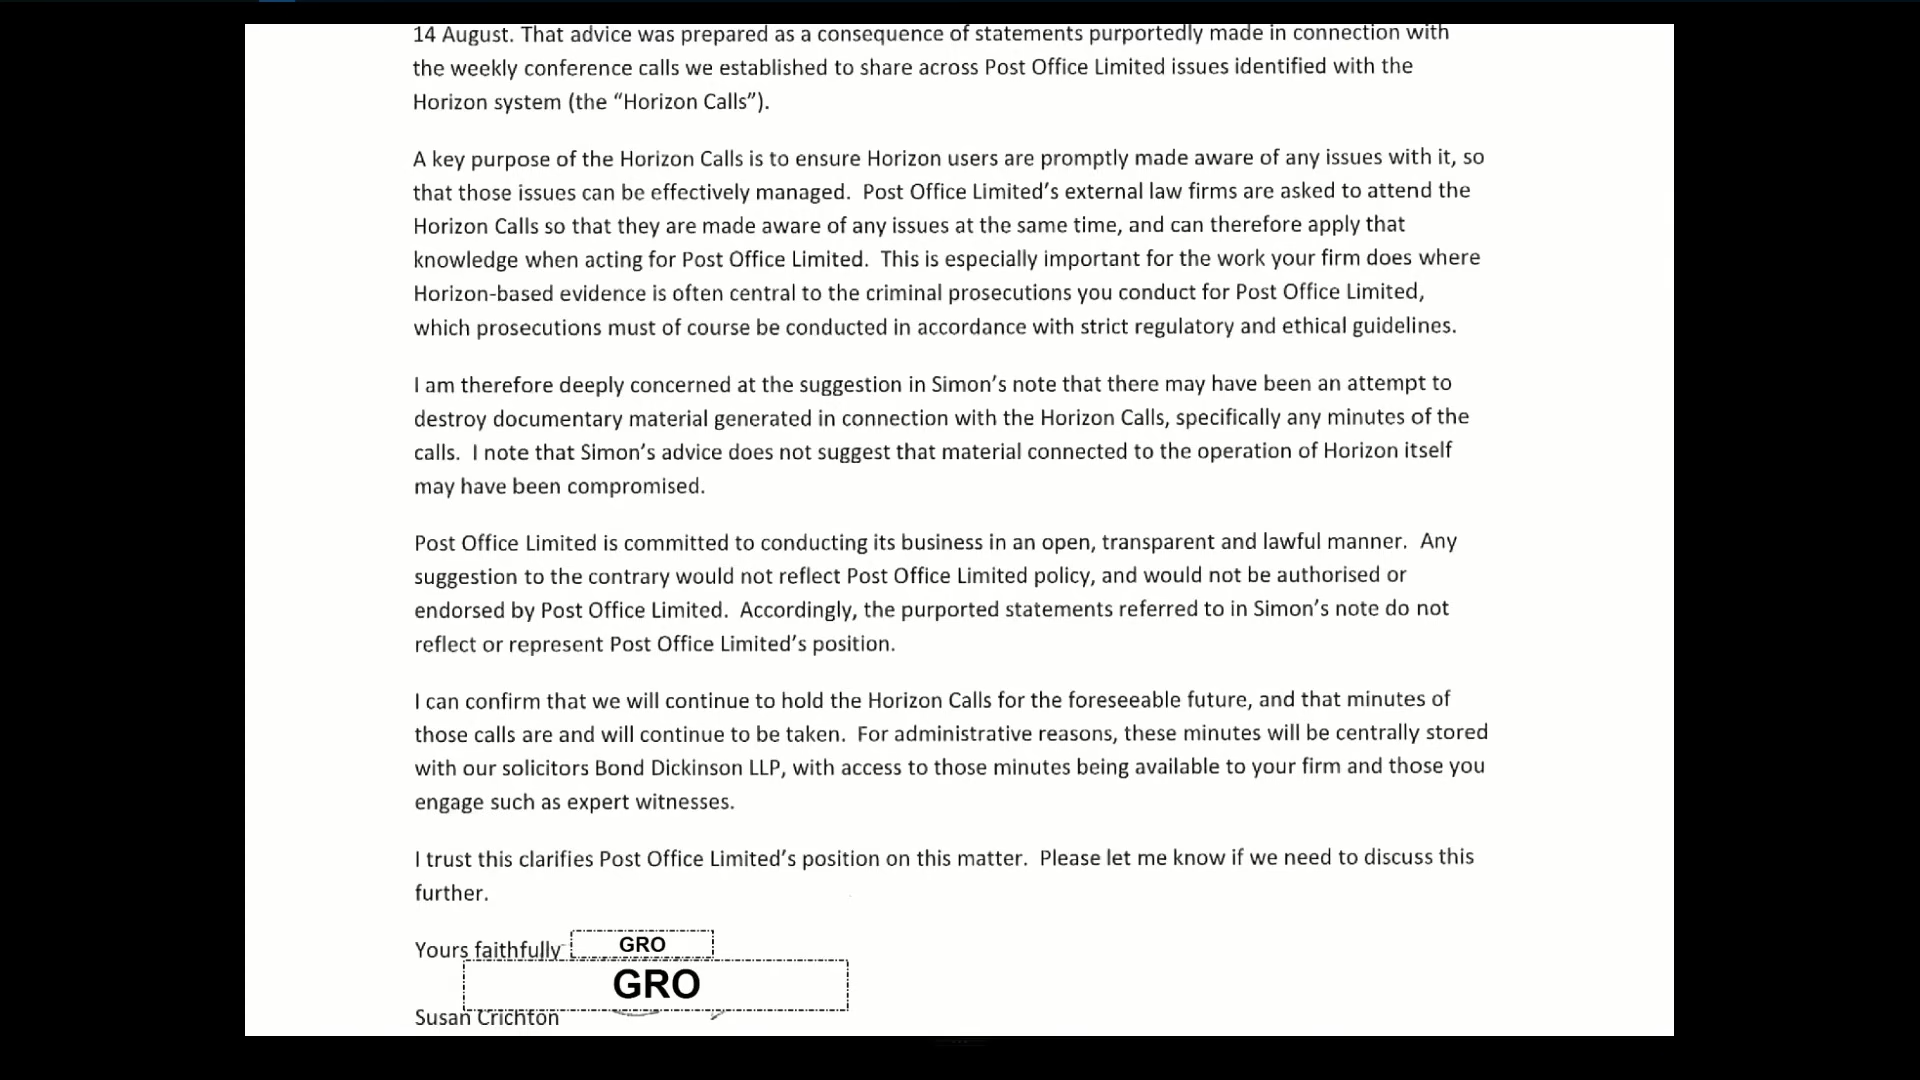 14 August. That advice was prepared as a consequence of statements purportedly made in connection with
the weekly conference calls we established to share across Post Office Limited issues identified with the
Horizon system (the “Horizon Calls”).
A key purpose of the Horizon Calls is to ensure Horizon users are promptly made aware of any issues with it, so
that those issues can be effectively managed.  Post Office Limited’s external law firms are asked to attend the
Horizon Calls so that they are made aware of any issues at the same time, and can therefore apply that
knowledge when acting for Post Office Limited.  This is especially important for the work your firm does where
Horizon-based evidence is often central to the criminal prosecutions you conduct for Post Office Limited,
which prosecutions must of course be conducted in accordance with strict regulatory and ethical guidelines.
I am therefore deeply concerned at the suggestion in Simon’s note that there may have been an attempt to
destroy documentary material generated in connection with the Horizon Calls, specifically any minutes of the
calls.  I note that Simon’s advice does not suggest that material connected to the operation of Horizon itself
may have been compromised.
Post Office Limited is committed to conducting its business in an open, transparent and lawful manner.  Any
suggestion to the contrary would not reflect Post Office Limited policy, and would not be authorised or
endorsed by Post Office Limited.  Accordingly, the purported statements referred to in Simon’s note do not
reflect or represent Post Office Limited’s position.
I can confirm that we will continue to hold the Horizon Calls for the foreseeable future, and that minutes of
those calls are and will continue to be taken.  For administrative reasons, these minutes will be centrally stored
with our solicitors Bond Dickinson LLP, with access to those minutes being available to your firm and those you
engage such as expert witnesses.
I trust this clarifies Post Office Limited’s position on this matter.  Please let me know if we need to discuss this
further.
Yours faithfully GRO
GRO
Susan Crichton